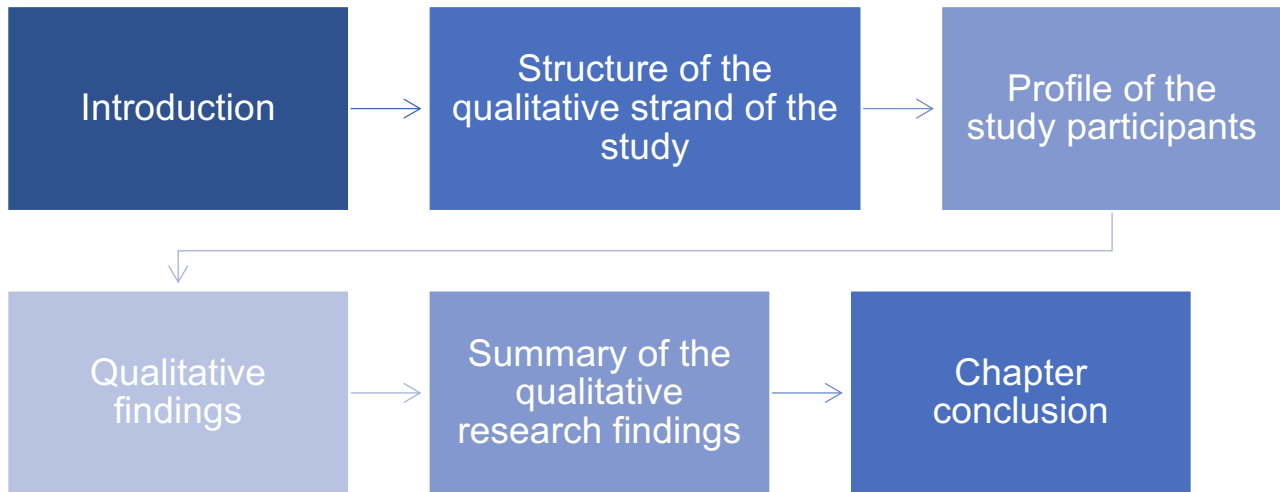 Introduction
Structure of the
qualitative strand of the
study
Profile of the
study participants
Qualitative
findings
Summary of the
qualitative
research findings
Chapter
conclusion